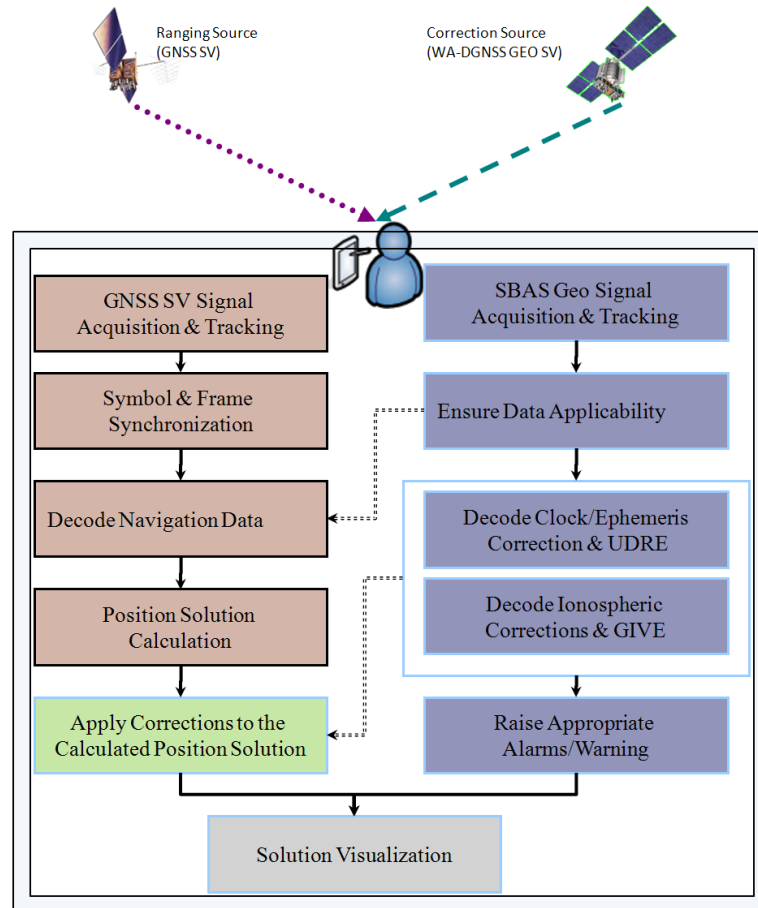 Ranging Source
(GNSS SV)
Correction Source
(WA-DGNSS GEO SV)
GNSS SV Signal
Acquisition & Tracking
Symbol & Frame
Synchronization
Decode Navigation Data
Position Solution
Calculation
Apply Corrections to the
Calculated Position Solution
SBAS Geo Signal
Acquisition & Tracking
Ensure Data Applicability
Decode Clock/Ephemeris
Correction & UDRE
Decode Ionospheric
Corrections & GIVE
Raise Appropriate
Alarms/Warning
Solution Visualization